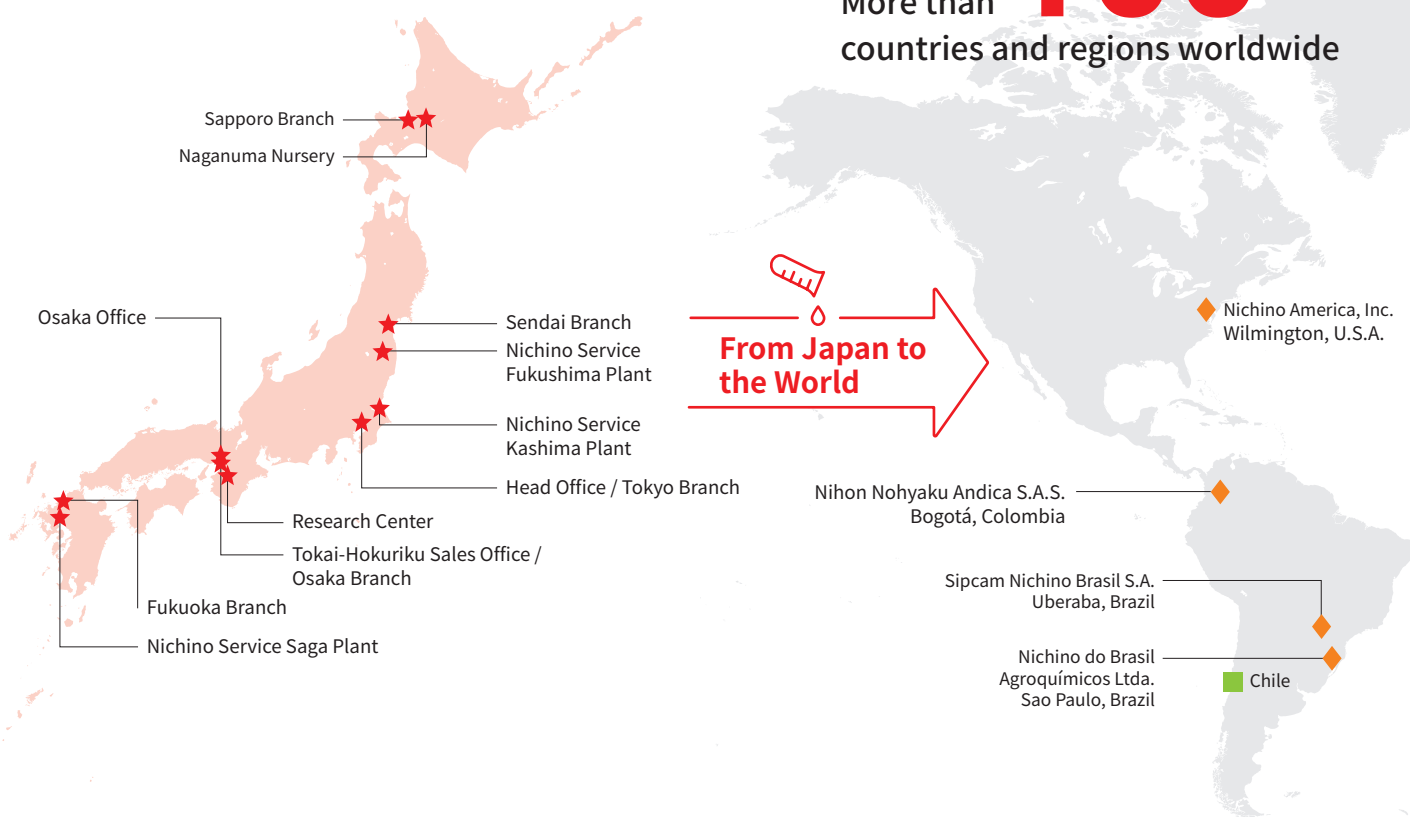 More than
countries and regions worldwide
Sapporo Branch
Naganuma Nursery
Osaka Office
Sendai Branch
Nichino Service
Fukushima Plant
Nichino Service
Kashima Plant
Head Office / Tokyo Branch
Research Center
Tokai-Hokuriku Sales Office /
Osaka Branch
Fukuoka Branch
Nichino Service Saga Plant
From Japan to
the World
Nichino America, Inc.
Wilmington, U.S.A.
Nihon Nohyaku Andica S.A.S.
Bogotá, Colombia
Sipcam Nichino Brasil S.A.
Uberaba, Brazil
Nichino do Brasil
Agroquímicos Ltda.
Sao Paulo, Brazil
Chile